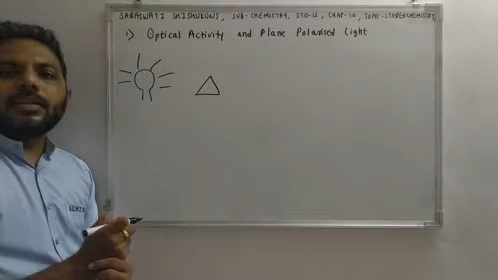 SARASWATI SHISHUKUNJ, SUB-CHEMISTRY, STD-12, CHAP-10, TOPIC-STEREOCHEMISTRY
1) Optical Activity and Plane Polarised Light